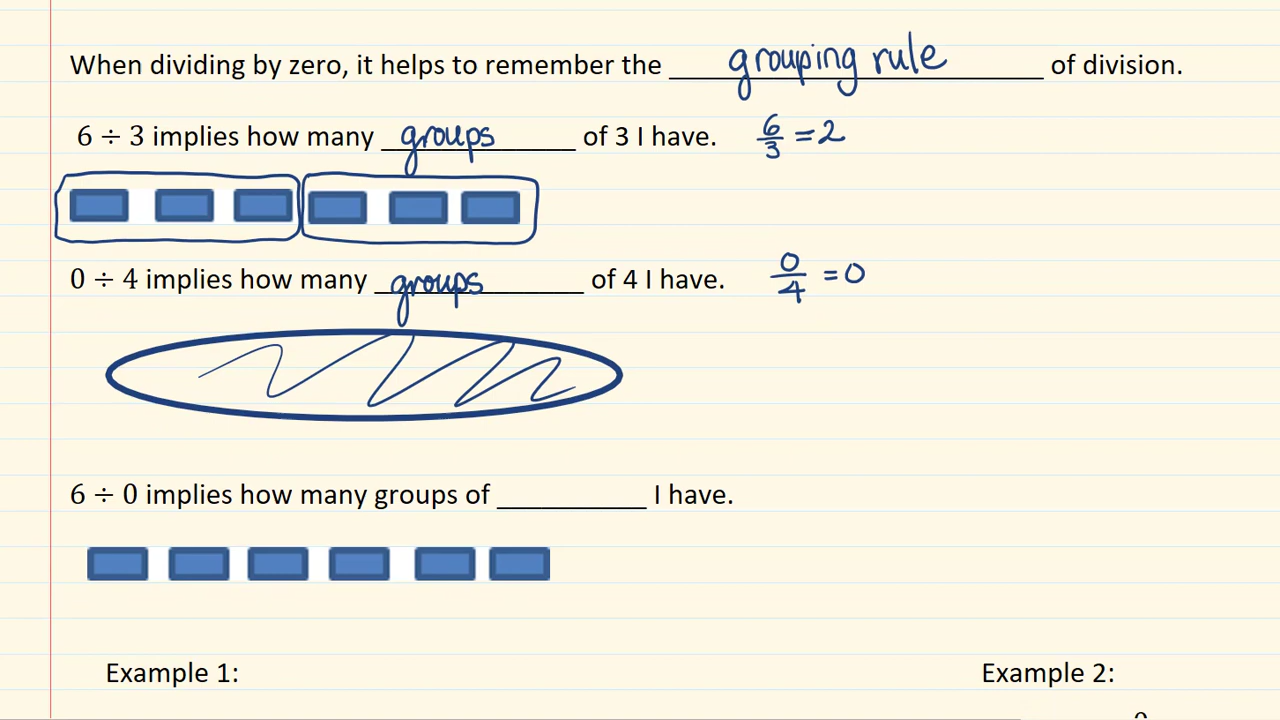 When dividing by zero, it helps to remember the grouping rule of division.
6 ÷ 3 implies how many groups of 3 I have. 6/3 = 2
0 ÷ 4 implies how many groups of 4 I have. 0/4 = 0
6 ÷ 0 implies how many groups of __________ I have.
Example 1: Example 2: